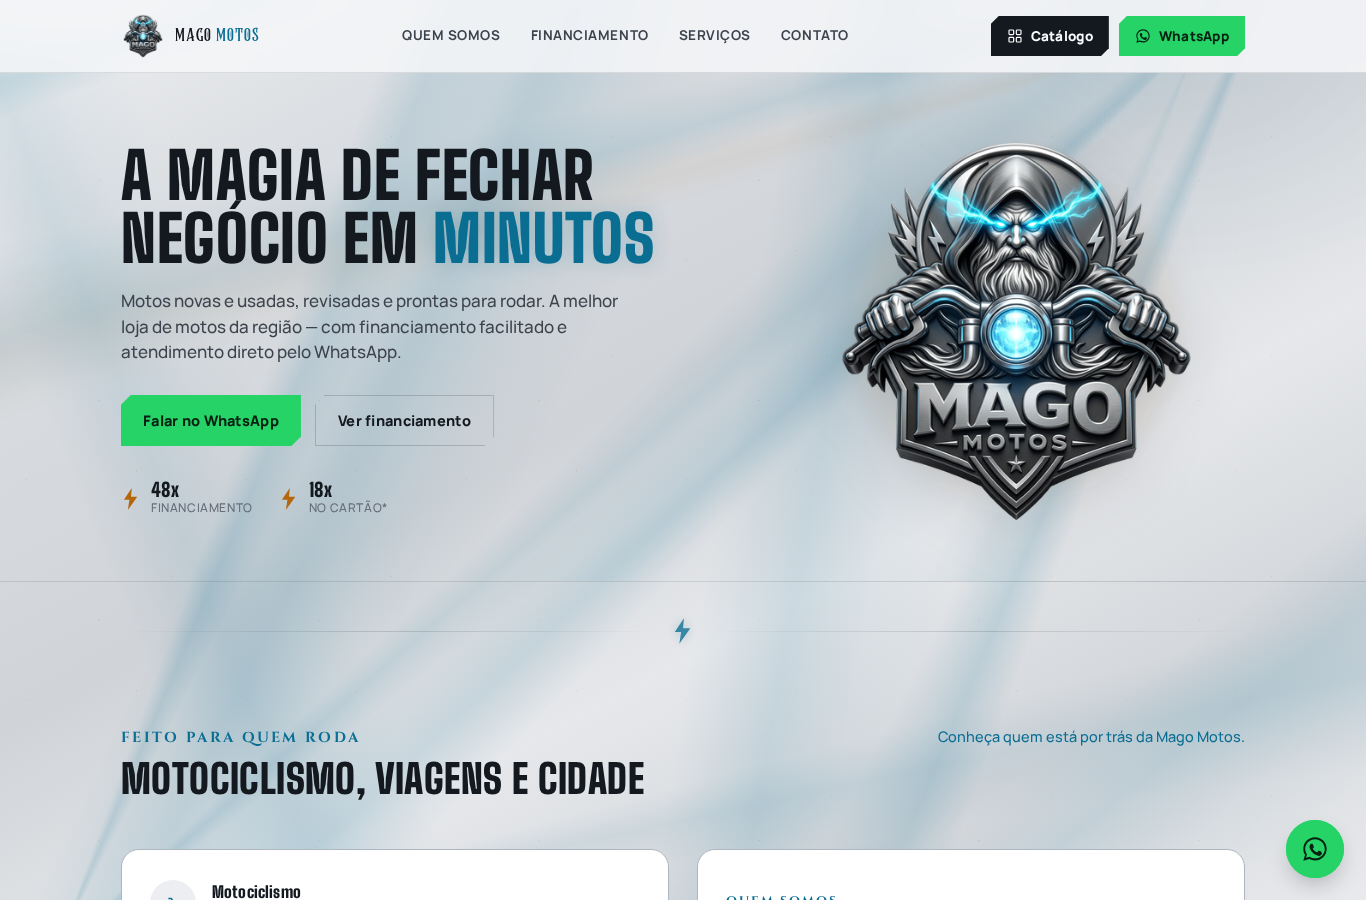 MAGO MOTOS
QUEM SOMOS
FINANCIAMENTO
SERVIÇOS
CONTATO
Catálogo
WhatsApp
A MAGIA DE FECHAR
NEGÓCIO EM MINUTOS
Motos novas e usadas, revisadas e prontas para rodar. A melhor
loja de motos da região — com financiamento facilitado e
atendimento direto pelo WhatsApp.
Falar no WhatsApp
Ver financiamento
48x
FINANCIAMENTO
18x
NO CARTÃO*
MAGO
MOTOS
FEITO PARA QUEM RODA
Conheça quem está por trás da Mago Motos.
MOTOCICLISMO, VIAGENS E CIDADE
Motociclismo
QUEM SOMOS